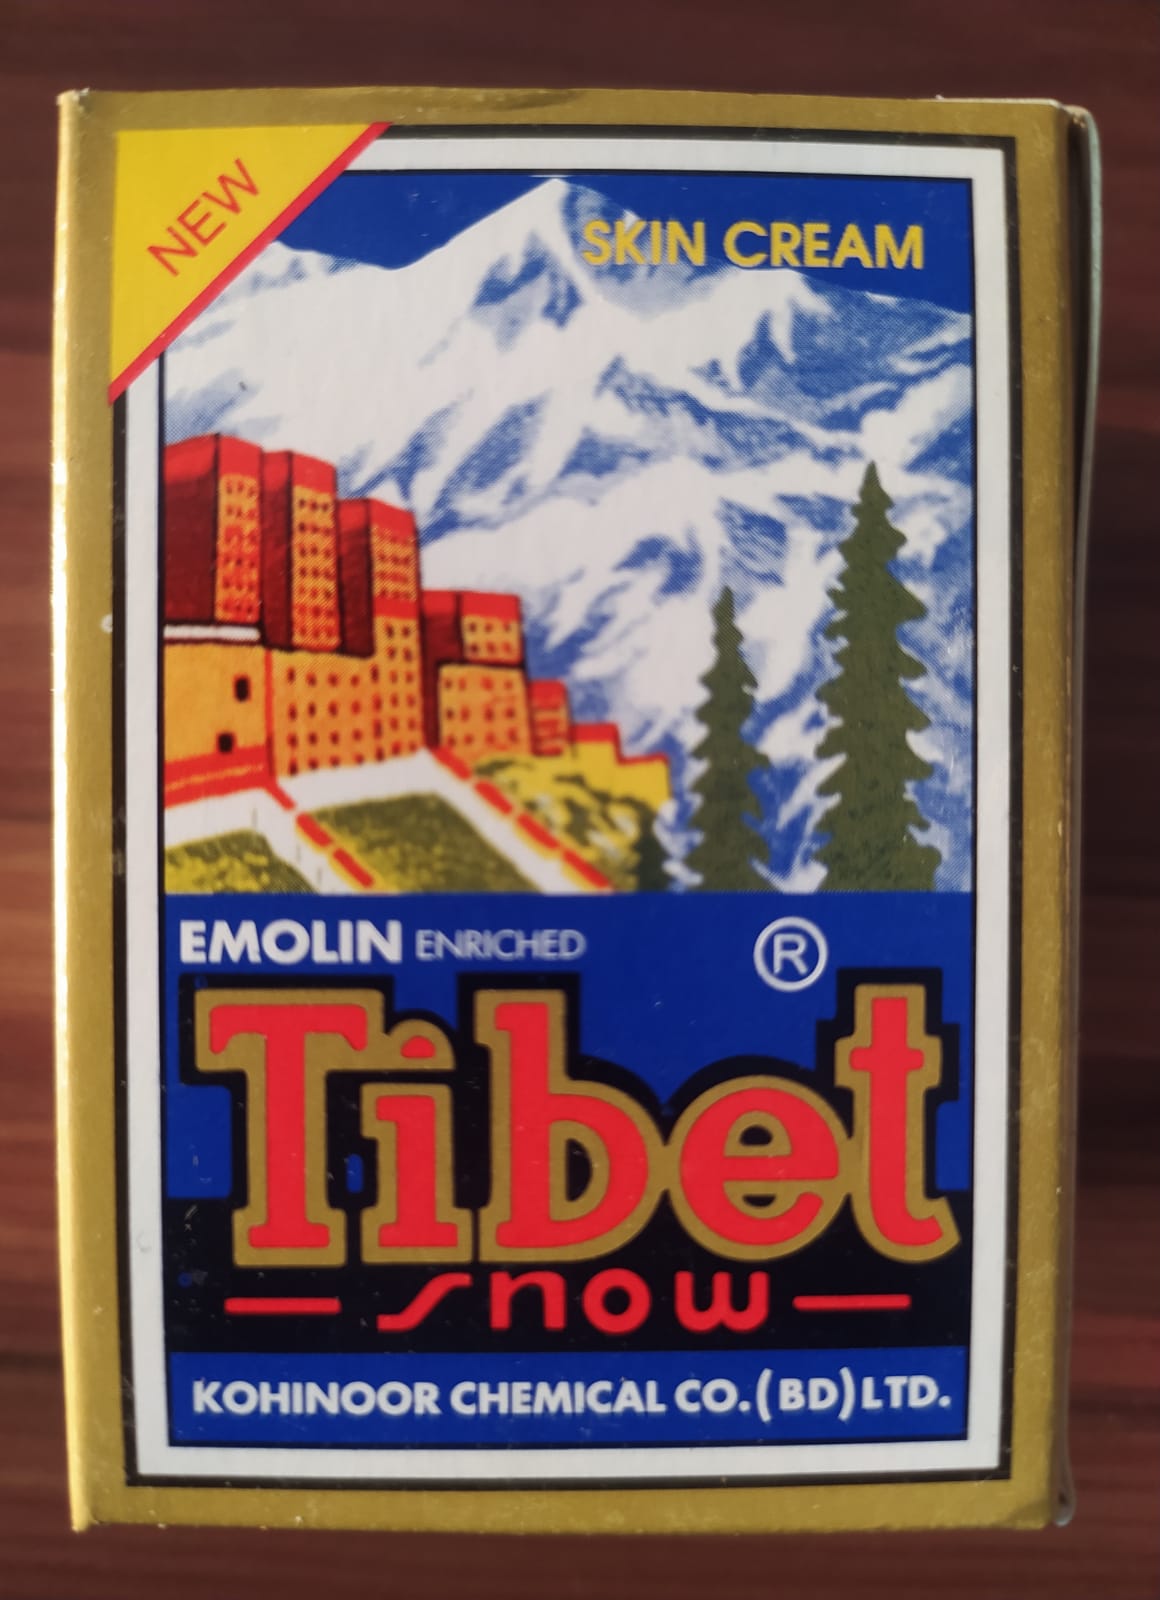 NEW
SKIN CREAM
EMOLIN ENRICHED
®
Tibet
snow
KOHINOOR CHEMICAL CO.(BD)LTD.